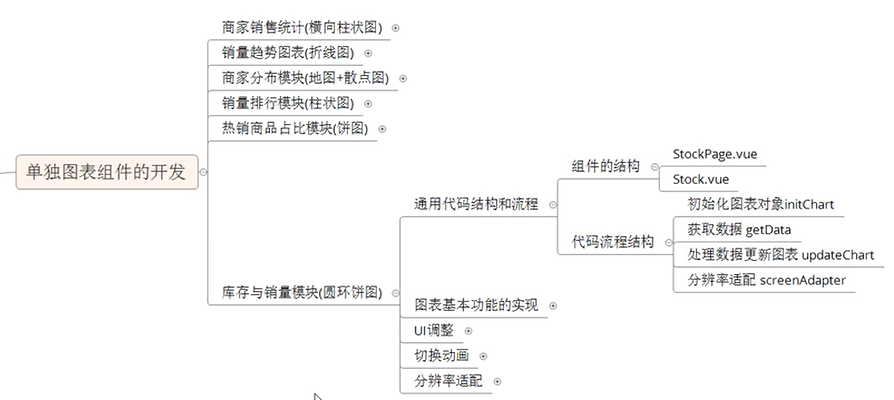 单独图表组件的开发
商家销售统计(横向柱状图)
销量趋势图表(折线图)
商家分布模块(地图+散点图)
销量排行模块(柱状图)
热销商品占比模块(饼图)
库存与销量模块(圆环饼图)
通用代码结构和流程
组件的结构
StockPage.vue
Stock.vue
代码流程结构
初始化图表对象initChart
获取数据 getData
处理数据更新图表 updateChart
分辨率适配 screenAdapter
图表基本功能的实现
UI调整
切换动画
分辨率适配